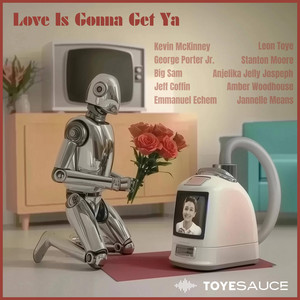 Love Is Gonna Get Ya
Kevin McKinney
George Porter Jr.
Big Sam
Jeff Coffin
Emmanuel Echem
Leon Toye
Stanton Moore
Anjelika Jelly Jospeph
Amber Woodhouse
Jannelle Means
TOYESAUCE